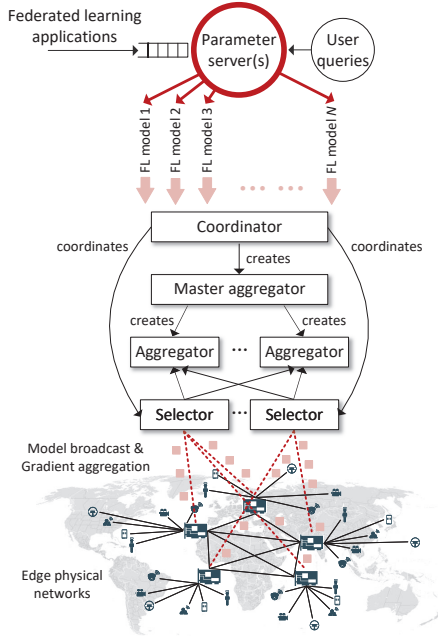 Federated learning
applications
Parameter
server(s)
User
queries
FL model 1
FL model 2
FL model 3
FL model N
Coordinator
coordinates
coordinates
creates
Master aggregator
creates
creates
Aggregator
...
Aggregator
Selector
...
Selector
Model broadcast &
Gradient aggregation
Edge physical
networks